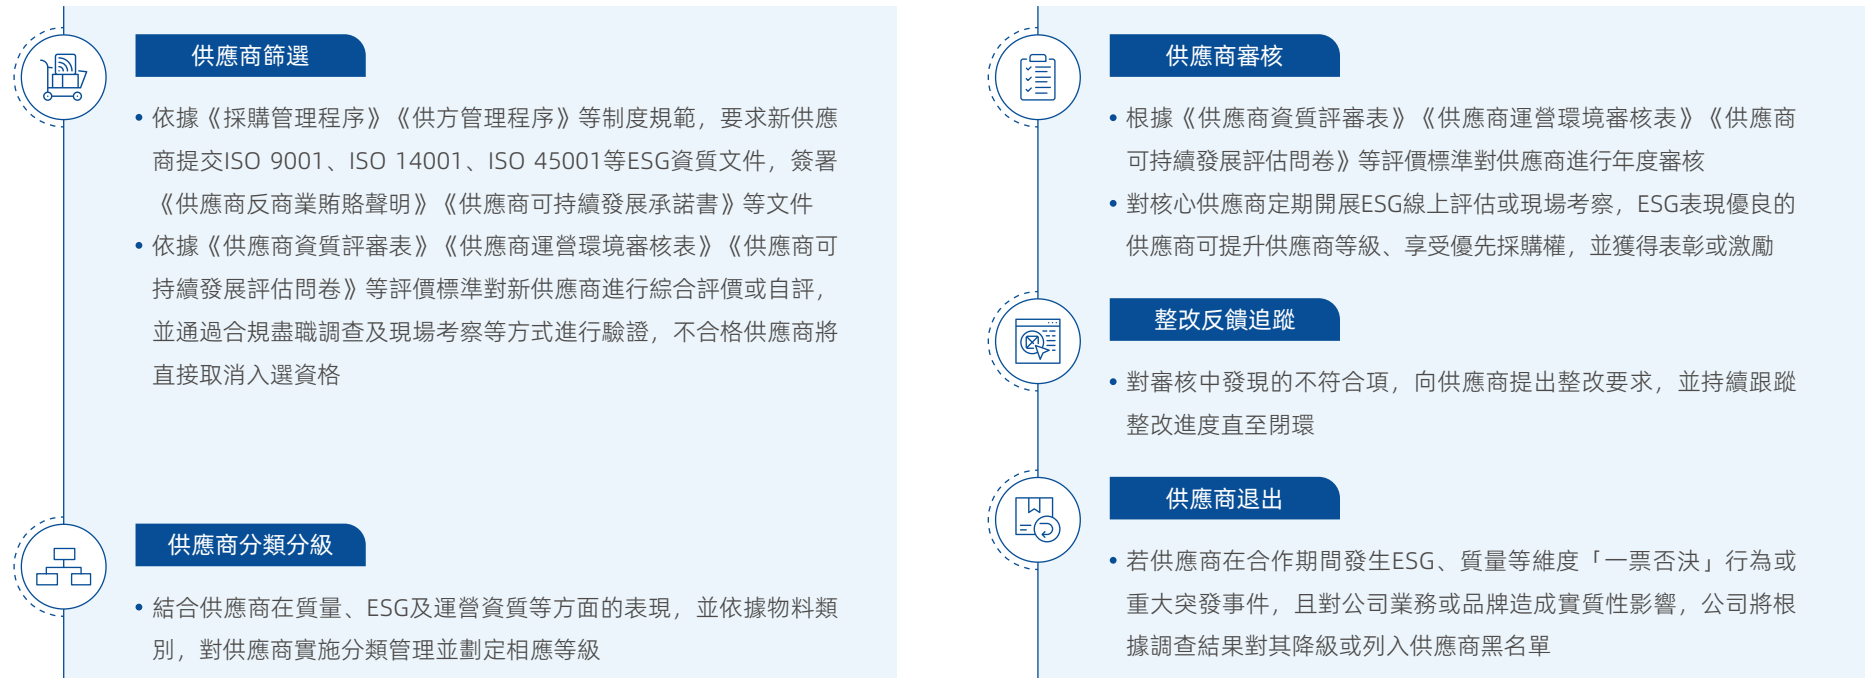 供應商篩選
• 依據《採購管理程序》《供方管理程序》等制度規範，要求新供應
商提交ISO 9001、ISO 14001、ISO 45001等ESG資質文件，簽署
《供應商反商業賄賂聲明》《供應商可持續發展承諾書》等文件
• 依據《供應商資質評審表》《供應商運營環境審核表》《供應商可
持續發展評估問卷》等評價標準對新供應商進行綜合評價或自評，
並通過合規盡職調查及現場考察等方式進行驗證，不合格供應商將
直接取消入選資格
供應商分類分級
• 結合供應商在質量、ESG及運營資質等方面的表現，並依據物料類
別，對供應商實施分類管理並劃定相應等級
供應商審核
• 根據《供應商資質評審表》《供應商運營環境審核表》《供應商
可持續發展評估問卷》等評價標準對供應商進行年度審核
• 對核心供應商定期開展ESG線上評估或現場考察，ESG表現優良的
供應商可提升供應商等級、享受優先採購權，並獲得表彰或激勵
整改反饋追蹤
• 對審核中發現的不符合項，向供應商提出整改要求，並持續跟蹤
整改進度直至閉環
供應商退出
• 若供應商在合作期間發生ESG、質量等維度「一票否決」行為或
重大突發事件，且對公司業務或品牌造成實質性影響，公司將根
據調查結果對其降級或列入供應商黑名單